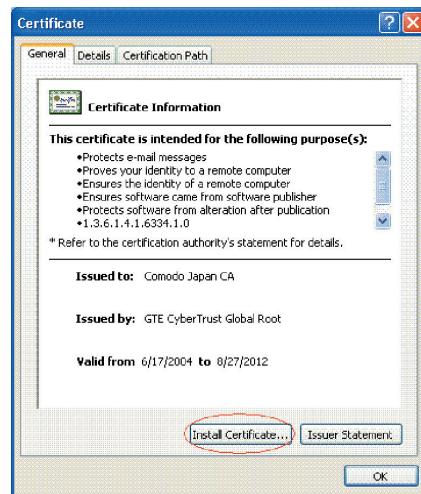 Certificate
General Details Certification Path
Certificate Information
This certificate is intended for the following purpose(s):
•Protects e-mail messages
•Proves your identity to a remote computer
•Ensures the identity of a remote computer
•Ensures software came from software publisher
•Protects software from alteration after publication
•1.3.6.1.4.1.6334.1.0
* Refer to the certification authority's statement for details.
Issued to: Comodo Japan CA
Issued by: GTE CyberTrust Global Root
Valid from 6/17/2004 to 8/27/2012
Install Certificate... Issuer Statement
OK